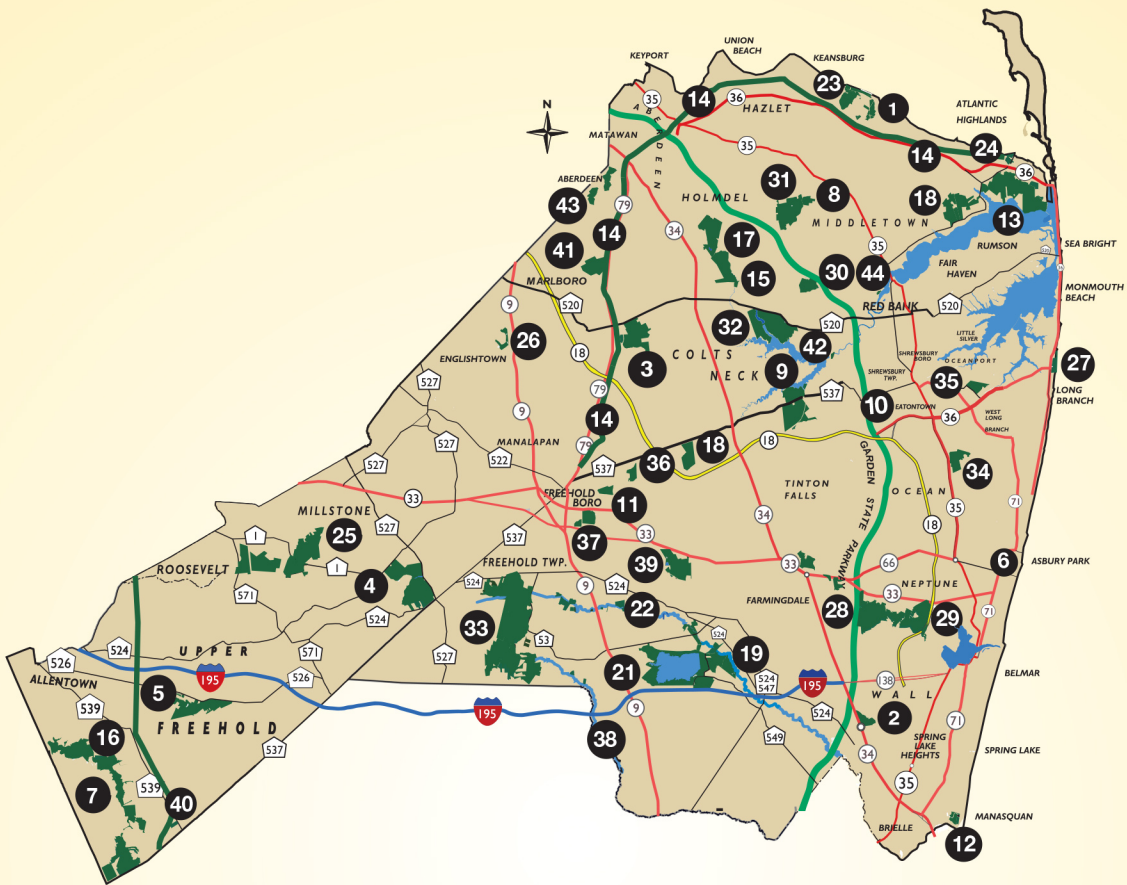 UNION
BEACH
KEYPORT
KEANSBURG
23
14
36
HAZLET
1
ATLANTIC
HIGHLANDS
35
N
ABERDEEN
MATAWAN
35
14
24
36
ABERDEEN
43
31
8
HOLMDEL
18
MIDDLETOWN
13
79
14
34
17
35
RUMSON
SEA BRIGHT
41
15
30
44
FAIR
HAVEN
MARLBORO
520
9
RED BANK
520
MONMOUTH
BEACH
32
520
42
26
18
COLTS
NECK
LITTLE
SILVER
ENGLISHTOWN
3
9
SHREWSBURY
BORO
OCEANPORT
SHREWSBURY
TWP.
27
527
79
537
35
LONG
BRANCH
9
14
10
EATONTOWN
36
WEST
LONG
BRANCH
MANALAPAN
527
79
18
522
527
537
36
18
34
GARDEN STATE PARKWAY
TINTON
FALLS
OCEAN
33
FREEHOLD
BORO
11
34
35
71
MILLSTONE
25
527
537
37
33
18
1
ROOSEVELT
1
FREEHOLD TWP.
39
33
66
6
ASBURY PARK
4
524
9
524
NEPTUNE
33
571
22
FARMINGDALE
28
29
71
524
33
53
524
524
UPPER
571
527
21
19
526
195
526
524
547
195
138
BELMAR
ALLENTOWN
5
WALL
539
FREEHOLD
195
9
524
2
71
16
537
38
549
SPRING
LAKE
HEIGHTS
SPRING LAKE
34
7
539
35
40
MANASQUAN
BRIELLE
12